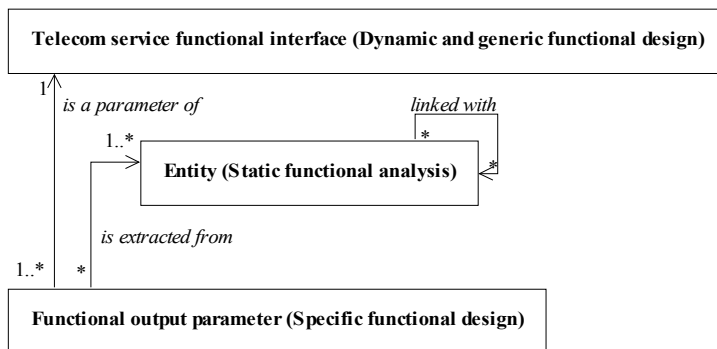 Telecom service functional interface (Dynamic and generic functional design)
1
is a parameter of
linked with
1..*
*
Entity (Static functional analysis)
*
is extracted from
1..*
*
Functional output parameter (Specific functional design)